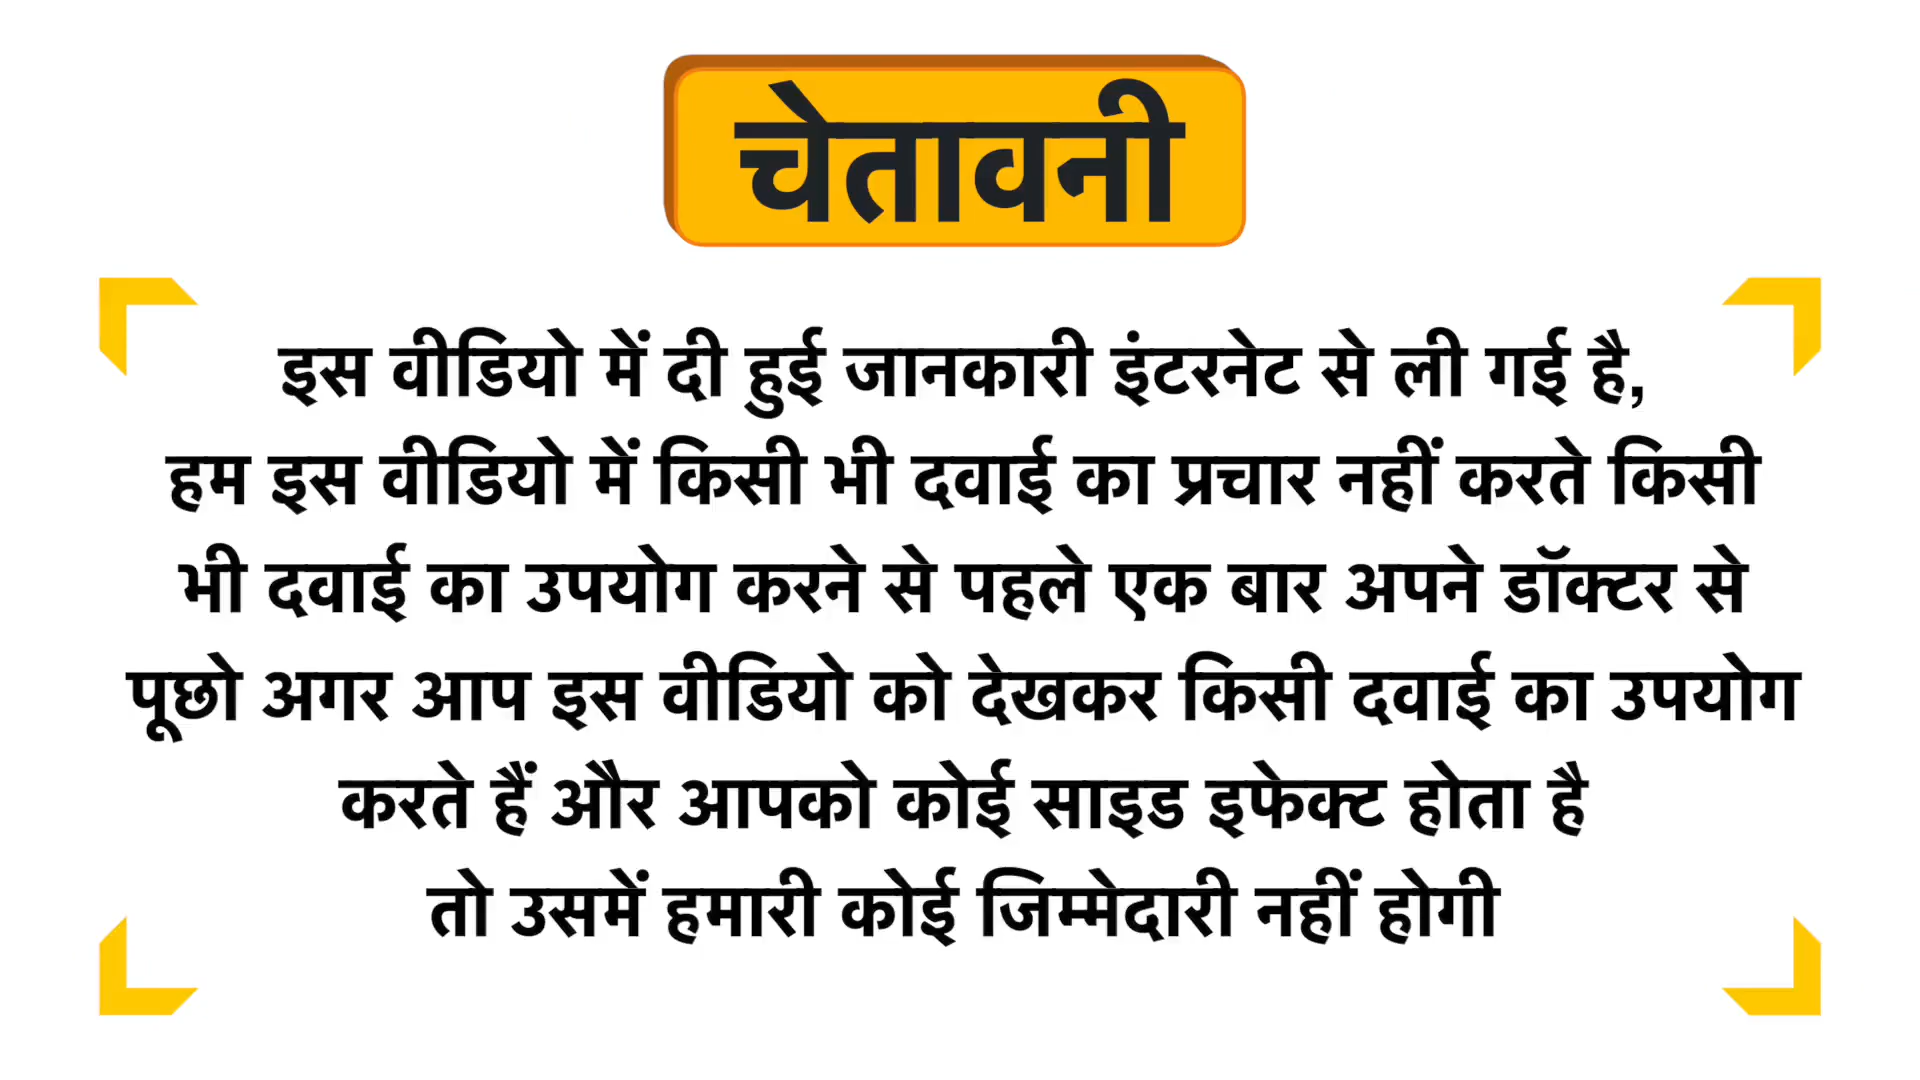 चेतावनी
इस वीडियो में दी हुई जानकारी इंटरनेट से ली गई है,
हम इस वीडियो में किसी भी दवाई का प्रचार नहीं करते किसी
भी दवाई का उपयोग करने से पहले एक बार अपने डॉक्टर से
पूछो अगर आप इस वीडियो को देखकर किसी दवाई का उपयोग
करते हैं और आपको कोई साइड इफेक्ट होता है
तो उसमें हमारी कोई जिम्मेदारी नहीं होगी